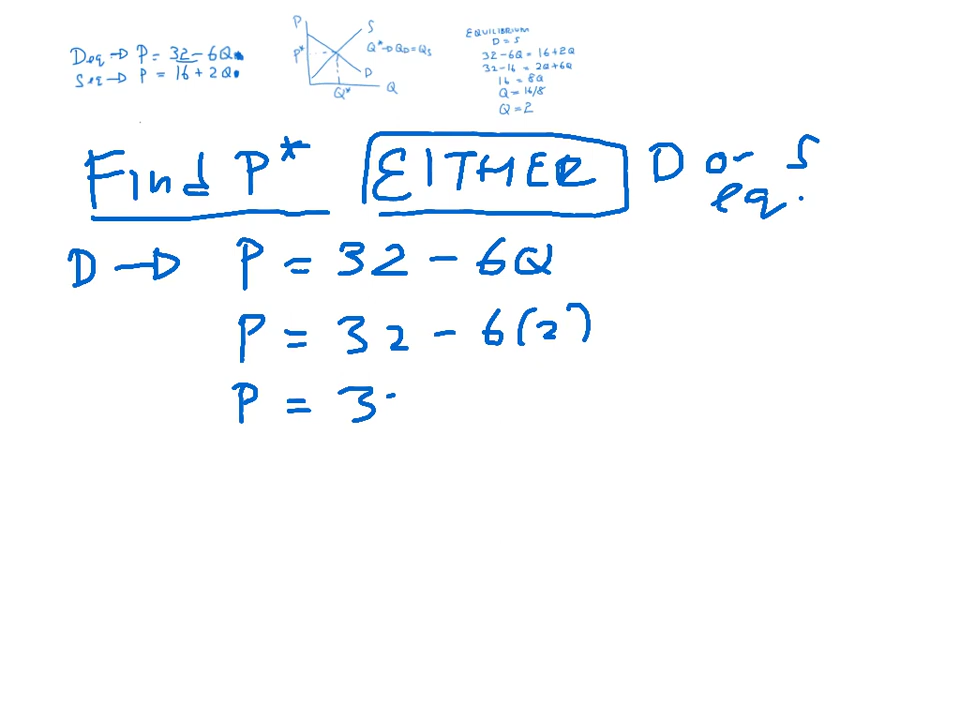 Deq → P = 32 - 6Q
Seq → P = 16 + 2Q
P
S
P*
Q* → QD = QS
D
Q
Q*
EQUILIBRIUM
D = S
32 - 6Q = 16 + 2Q
32 - 16 = 2Q + 6Q
16 = 8Q
Q = 16/8
Q = 2
Find P* EITHER D or S
eq.
D → P = 32 - 6Q
P = 32 - 6(2)
P = 3